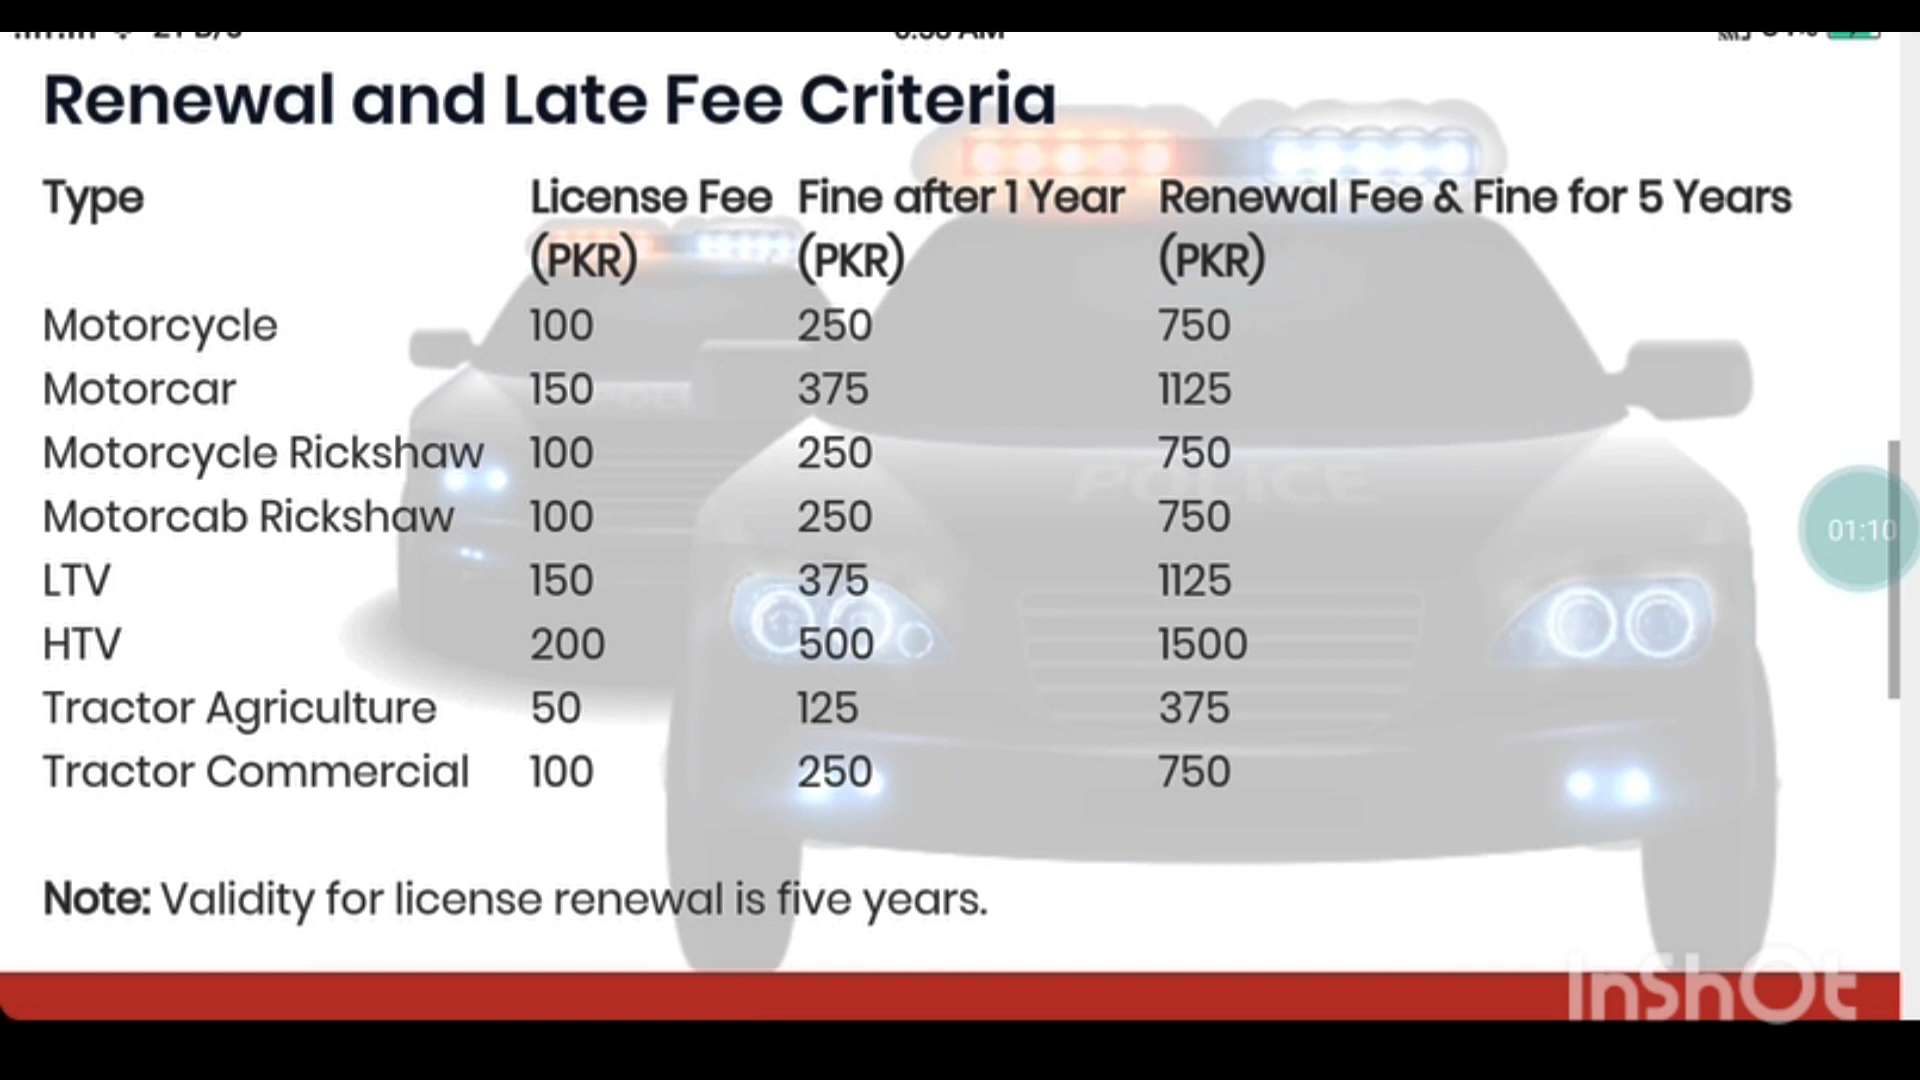 Renewal and Late Fee Criteria
Type License Fee (PKR) Fine after 1 Year (PKR) Renewal Fee & Fine for 5 Years (PKR)
Motorcycle 100 250 750
Motorcar 150 375 1125
Motorcycle Rickshaw 100 250 750
Motorcab Rickshaw 100 250 750
LTV 150 375 1125
HTV 200 500 1500
Tractor Agriculture 50 125 375
Tractor Commercial 100 250 750
Note: Validity for license renewal is five years.
POLICE
01:10
InShOt